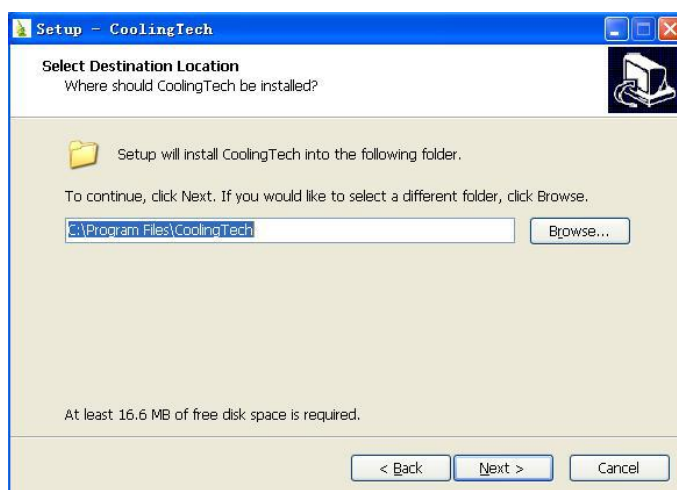 Setup - CoolingTech
Select Destination Location
Where should CoolingTech be installed?
Setup will install CoolingTech into the following folder.
To continue, click Next. If you would like to select a different folder, click Browse.
C:\Program Files\CoolingTech
Browse...
At least 16.6 MB of free disk space is required.
< Back Next > Cancel